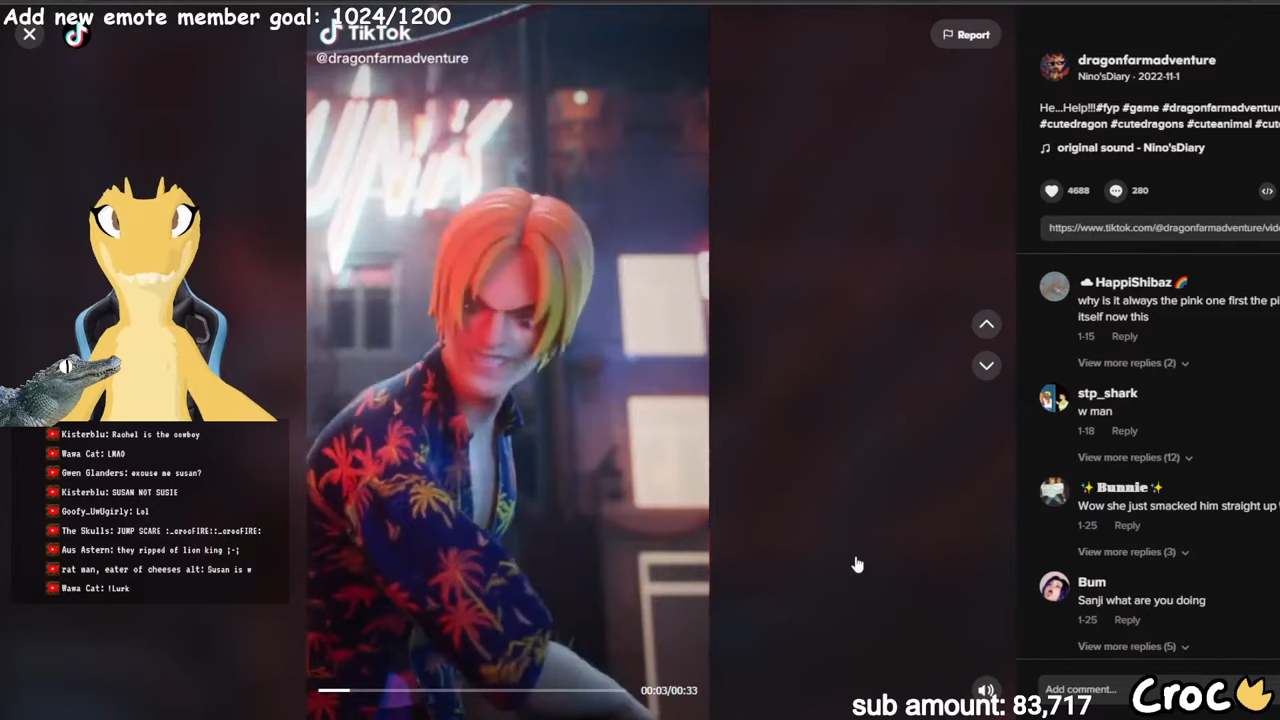 Add new emote member goal: 1024/1200
TikTok
@dragonfarmadventure
Report
dragonfarmadventure
Nino'sDiary · 2022-11-1
He...Help!!!#fyp #game #dragonfarmadventure
#cutedragon #cutedragons #cuteanimal #cute
original sound - Nino'sDiary
4688
280
https://www.tiktok.com/@dragonfarmadventure/vid
HappiShibaz
why is it always the pink one first the
itself now this
1-15
Reply
View more replies (2)
stp_shark
w man
1-18
Reply
View more replies (12)
Bunnie
Wow she just smacked him straight up
1-25
Reply
View more replies (3)
Bum
Sanji what are you doing
1-25
Reply
View more replies (5)
Add comment...
Kisterblu: Rachel is the cowboy
Wawa Cat: LMAO
Gwen Glanders: exouse me susan?
Kisterblu: SUSAN NOT SUSIE
Goofy_UwUgirly: Lol
The Skulls: JUMP SCARE :_crocFIRE::_crocFIRE:
Aus Astern: they ripped of lion king ;-;
rat man, eater of cheeses alt: Susan is w
Wawa Cat: !Lurk
00:03/00:33
sub amount: 83,717
Croc